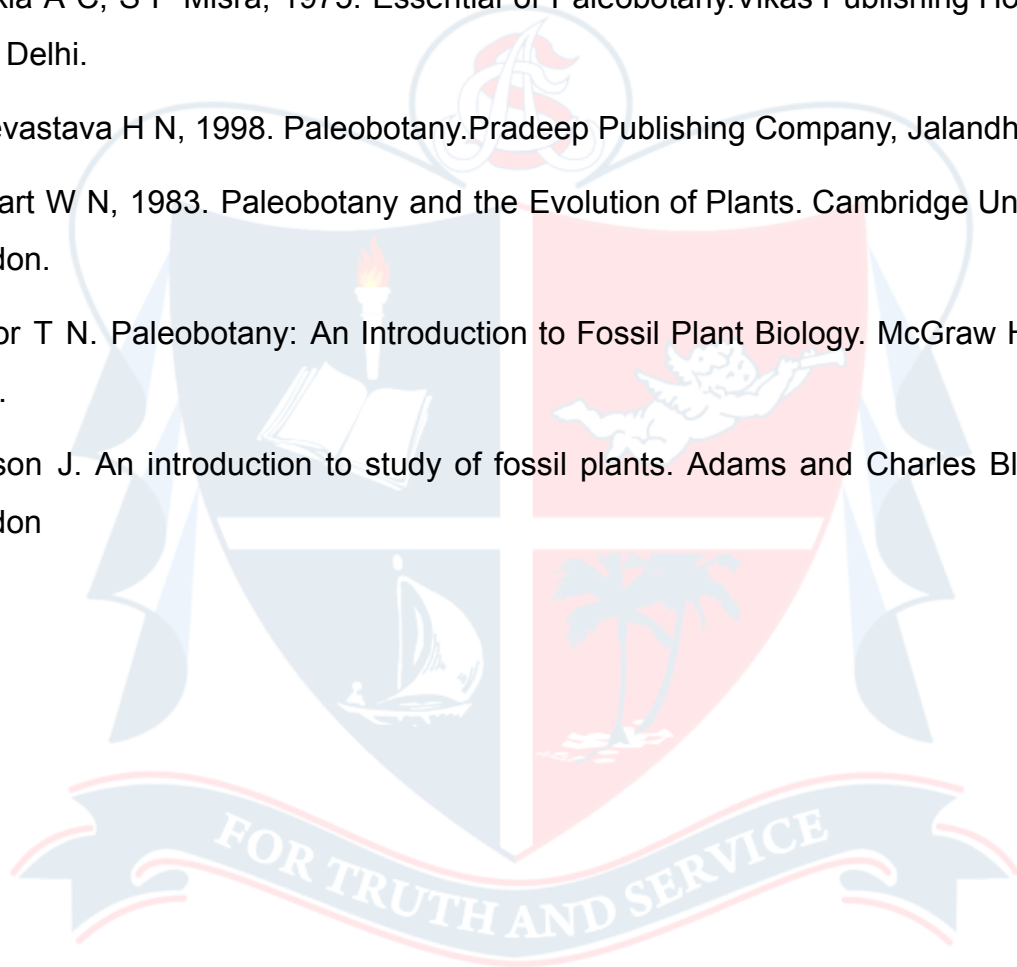 A C, S P Misra, 1975. Essential of Paleobotany.Vikas Publishing Ho
Delhi.
evastava H N, 1998. Paleobotany.Pradeep Publishing Company, Jalandh
art W N, 1983. Paleobotany and the Evolution of Plants. Cambridge Un
don.
or T N. Paleobotany: An Introduction to Fossil Plant Biology. McGraw H
.
son J. An introduction to study of fossil plants. Adams and Charles Bl
don
FOR TRUTH AND SERVICE